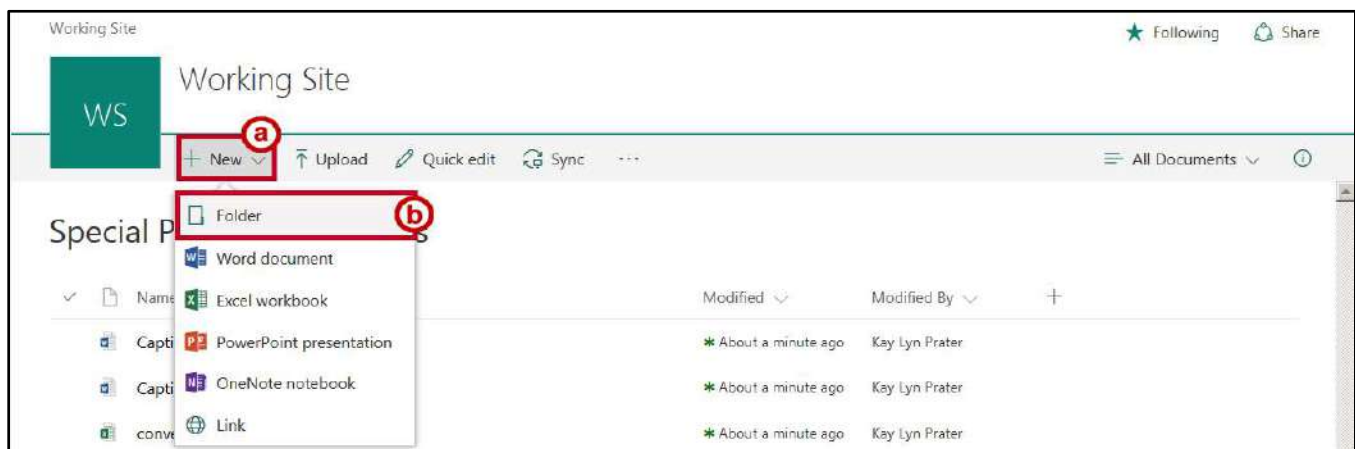 Working Site
Following Share
Working Site
WS
a
New Upload Quick edit Sync ... All Documents
Folder b
Special P s
Word document
Name Modified Modified By
Excel workbook
Capti PowerPoint presentation About a minute ago Kay Lyn Prater
Capti OneNote notebook About a minute ago Kay Lyn Prater
conve Link About a minute ago Kay Lyn Prater